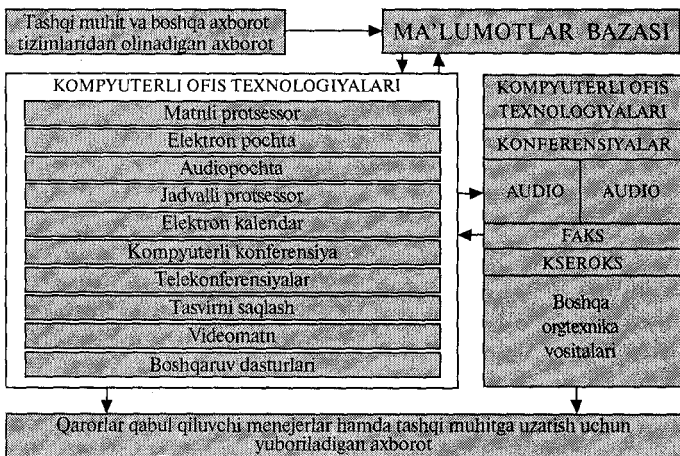 Tashqi muhit va boshqa axborot
tizimlaridan olinadigan axborot
MA'LUMOTLAR BAZASI
KOMPYUTERLI OFIS TEXNOLOGIYALARI
Matnli protsessor
Elektron pochta
Audiopochta
Jadvalli protsessor
Elektron kalendar
Kompyuterli konferensiya
Telekonferensiyalar
Tasvirni saqlash
Videomatn
Boshqaruv dasturlari
KOMPYUTERLI OFIS
TEXNOLOGIYALARI
KONFERENSIYALAR
AUDIO AUDIO
FAKS
KSEROKS
Boshqa
orgtexnika
vositalari
Qarorlar qabul qiluvchi menejerlar hamda tashqi muhitga uzatish uchun
yuboriladigan axborot